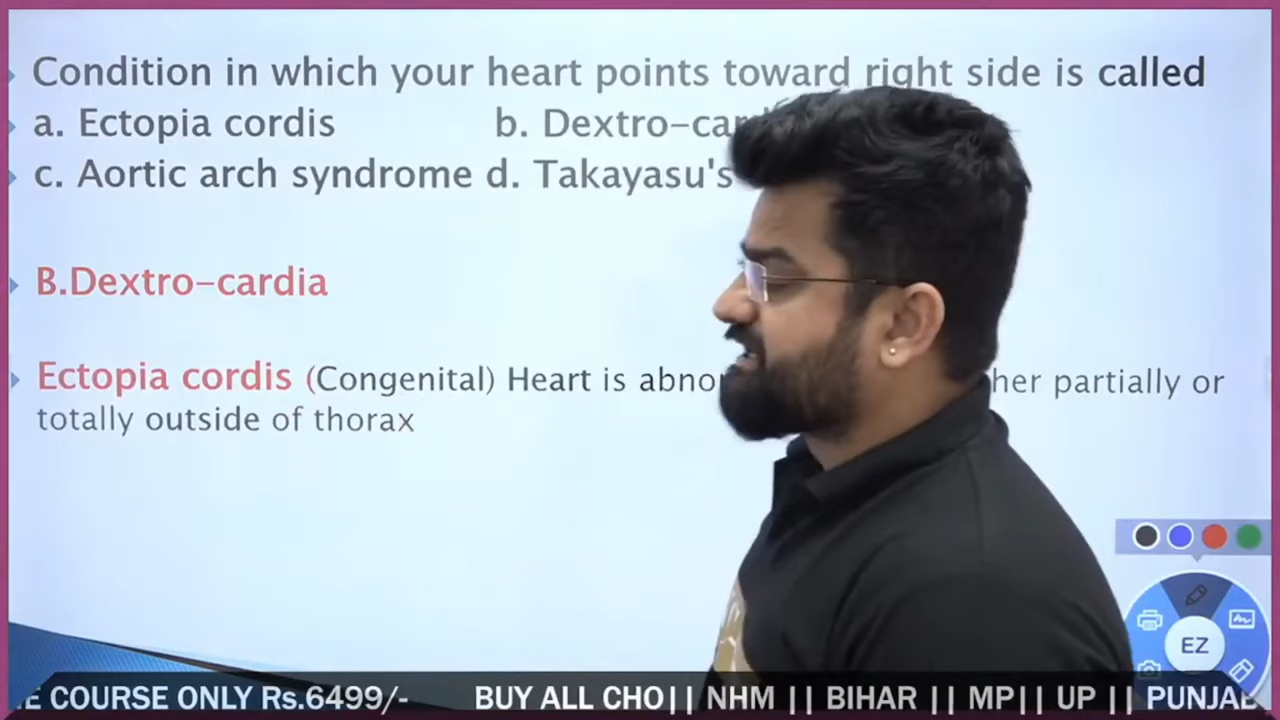 Condition in which your heart points toward right side is called
a. Ectopia cordis b. Dextro-car
c. Aortic arch syndrome d. Takayasu's
B.Dextro-cardia
Ectopia cordis (Congenital) Heart is abno her partially or
totally outside of thorax
EZ
E COURSE ONLY Rs.6499/- BUY ALL CHO|| NHM || BIHAR || MP|| UP || PUNJAB